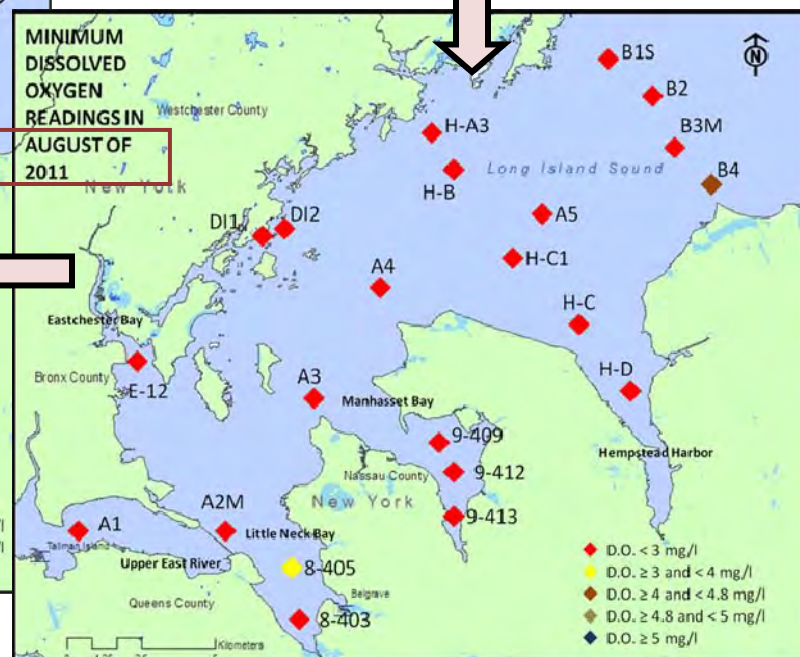 MINIMUM
DISSOLVED
OXYGEN
READINGS IN
AUGUST OF
2011
N
B1S
B2
Westchester County
H-A3
B3M
Long Island Sound
B4
New York
H-B
DI1
DI2
A5
H-C1
A4
H-C
Eastchester Bay
E-12
Bronx County
A3
H-D
Manhasset Bay
9-409
Hempstead Harbor
Nassau County
9-412
New York
A1
A2M
9-413
Little Neck Bay
Tallman Island
Upper East River
8-405
Belgrave
Queens County
8-403
Kilometers
D.O. < 3 mg/l
D.O. ≥ 3 and < 4 mg/l
D.O. ≥ 4 and < 4.8 mg/l
D.O. ≥ 4.8 and < 5 mg/l
D.O. ≥ 5 mg/l